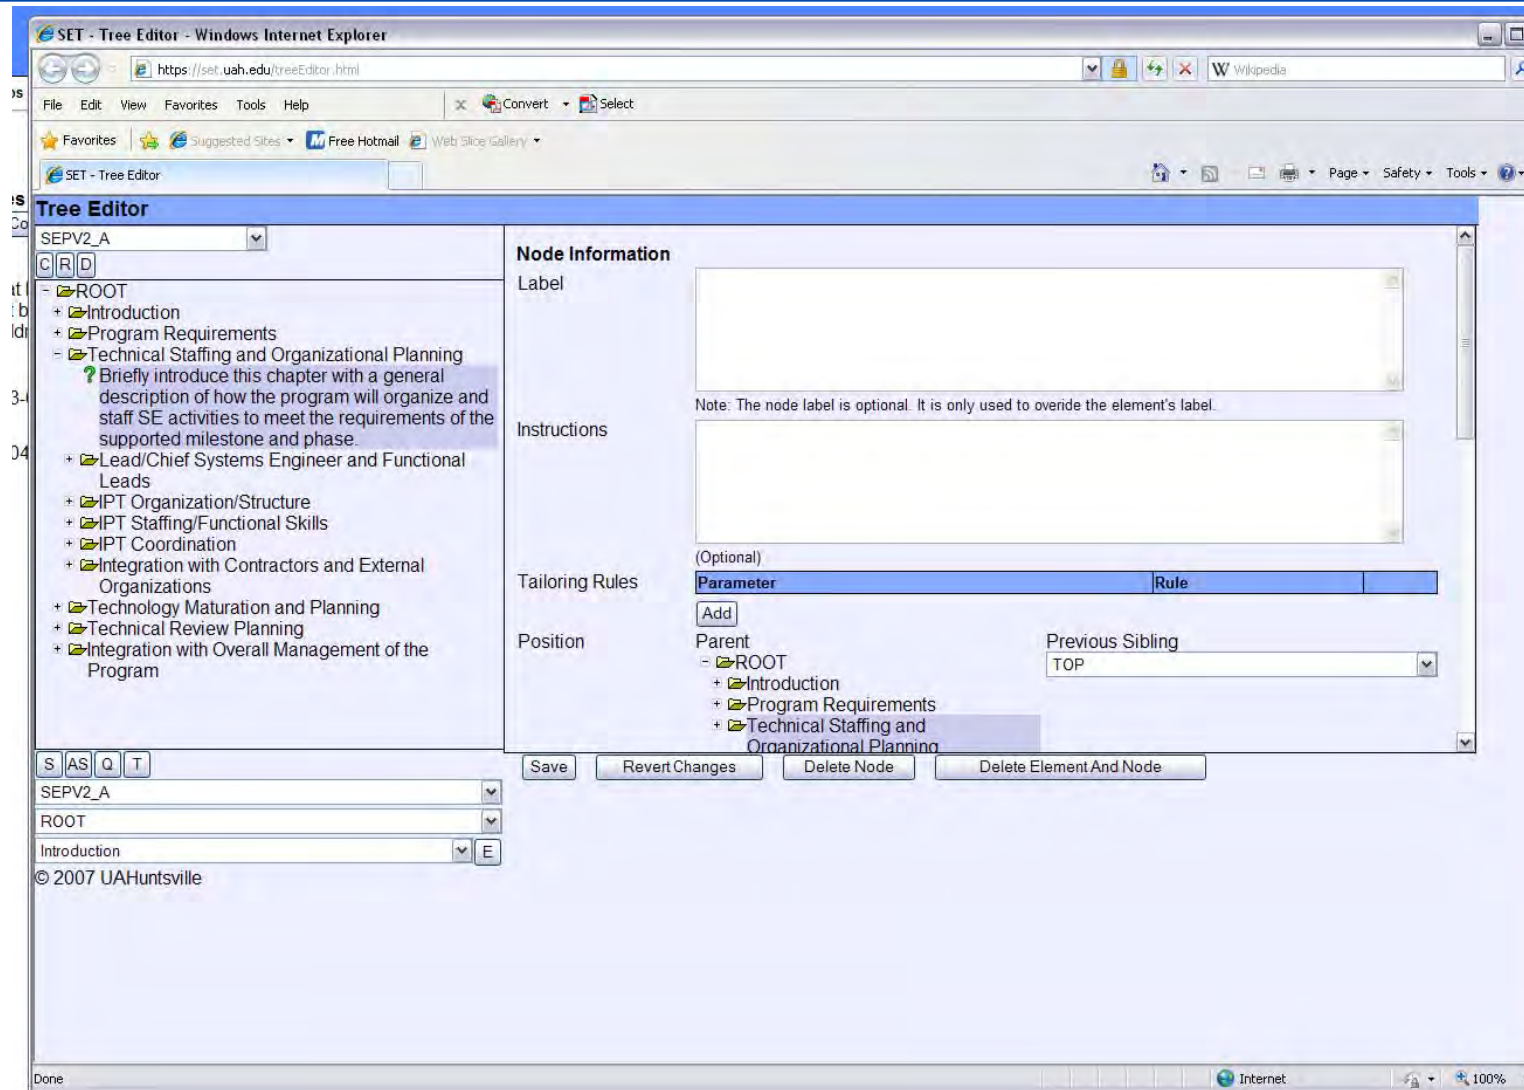 SET - Tree Editor - Windows Internet Explorer
https://set.uah.edu/treeEditor.html
Wikipedia
File Edit View Favorites Tools Help
Convert Select
Favorites Suggested Sites Free Hotmail Web Slice Gallery
SET - Tree Editor
Page Safety Tools
Tree Editor
SEPV2_A
C R D
- ROOT
+ Introduction
+ Program Requirements
- Technical Staffing and Organizational Planning
? Briefly introduce this chapter with a general
description of how the program will organize and
staff SE activities to meet the requirements of the
supported milestone and phase.
+ Lead/Chief Systems Engineer and Functional
Leads
+ IPT Organization/Structure
+ IPT Staffing/Functional Skills
+ IPT Coordination
+ Integration with Contractors and External
Organizations
+ Technology Maturation and Planning
+ Technical Review Planning
+ Integration with Overall Management of the
Program
S AS Q T
SEPV2_A
ROOT
Introduction E
© 2007 UAHuntsville
Node Information
Label
Note: The node label is optional. It is only used to overide the element's label.
Instructions
(Optional)
Tailoring Rules Parameter Rule
Add
Position Parent Previous Sibling
- ROOT TOP
+ Introduction
+ Program Requirements
+ Technical Staffing and
Organizational Planning
Save Revert Changes Delete Node Delete Element And Node
Done Internet 100%